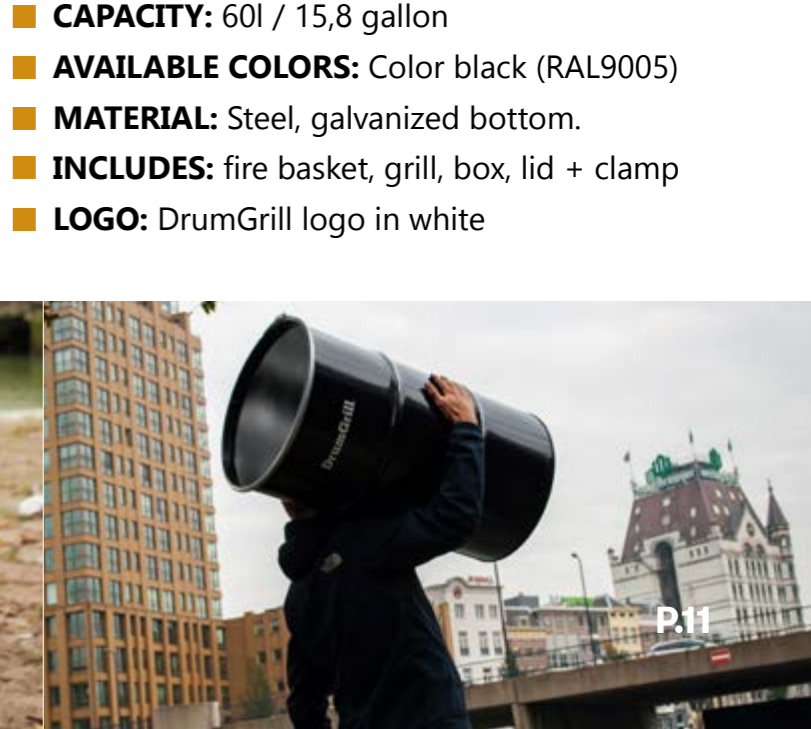 CAPACITY: 60l / 15,8 gallon
AVAILABLE COLORS: Color black (RAL9005)
MATERIAL: Steel, galvanized bottom.
INCLUDES: fire basket, grill, box, lid + clamp
LOGO: DrumGrill logo in white
DrumGrill
P.11